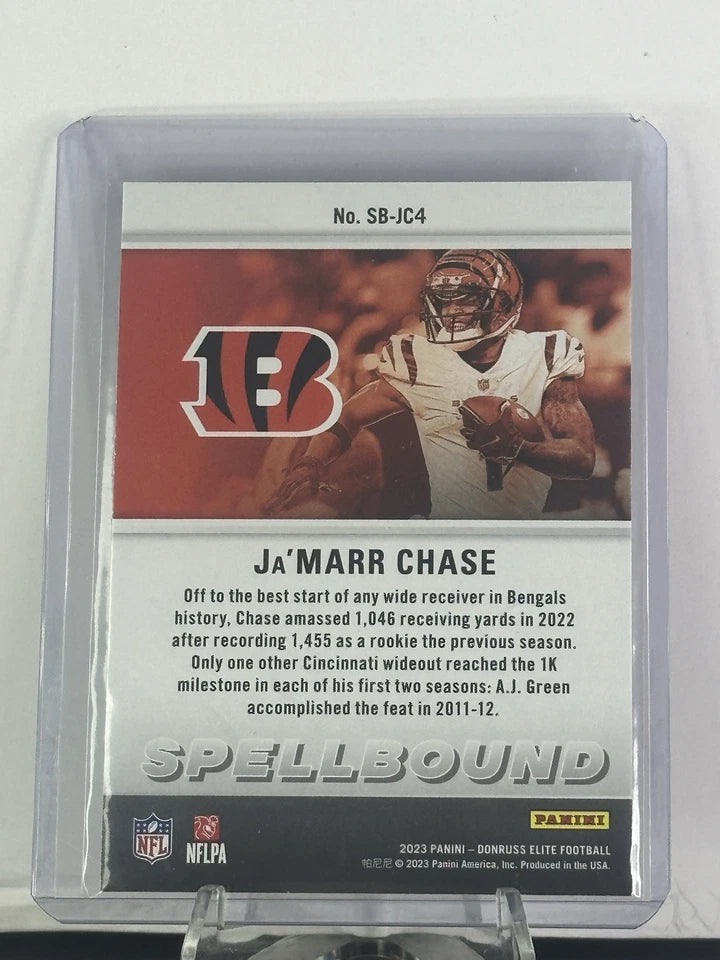 No. SB-JC4
B
NFL
JA'MARR CHASE
Off to the best start of any wide receiver in Bengals
history, Chase amassed 1,046 receiving yards in 2022
after recording 1,455 as a rookie the previous season.
Only one other Cincinnati wideout reached the 1K
milestone in each of his first two seasons: A.J. Green
accomplished the feat in 2011-12.
SPELLBOUND
PANINI
NFL
NFLPA
2023 PANINI – DONRUSS ELITE FOOTBALL
帕尼尼 © 2023 Panini America, Inc. Produced in the USA.